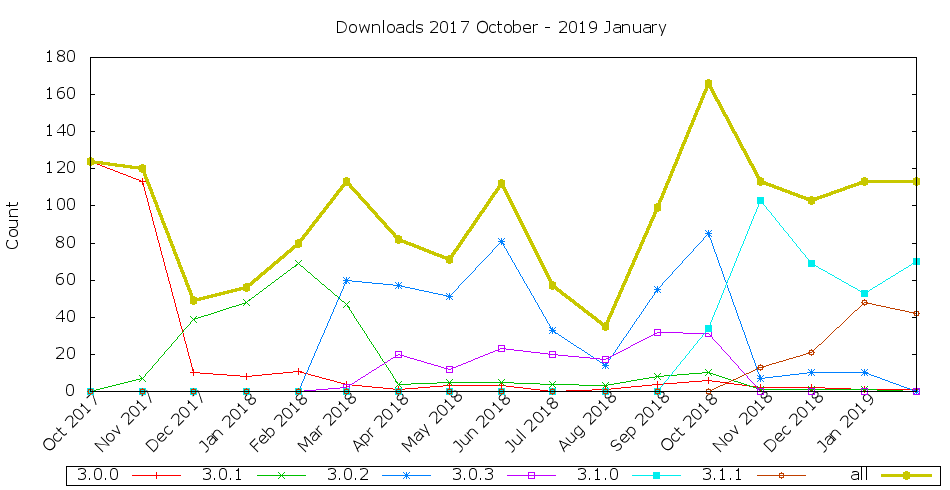 Downloads 2017 October - 2019 January
180
160
140
120
100
80
60
40
20
0
Count
Oct 2017
Nov 2017
Dec 2017
Jan 2018
Feb 2018
Mar 2018
Apr 2018
May 2018
Jun 2018
Jul 2018
Aug 2018
Sep 2018
Oct 2018
Nov 2018
Dec 2018
Jan 2019
3.0.0 3.0.1 3.0.2 3.0.3 3.1.0 3.1.1 all